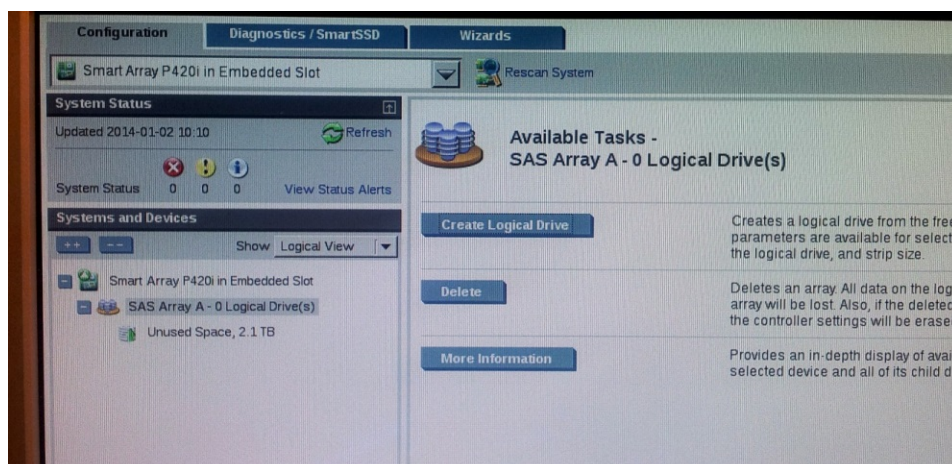 Configuration
Diagnostics / SmartSSD
Wizards
Smart Array P420i in Embedded Slot
Rescan System
System Status
Updated 2014-01-02 10:10
Refresh
System Status 0 0 0 View Status Alerts
Systems and Devices
++ -- Show Logical View
Smart Array P420i in Embedded Slot
SAS Array A - 0 Logical Drive(s)
Unused Space, 2.1 TB
Available Tasks -
SAS Array A - 0 Logical Drive(s)
Create Logical Drive
Creates a logical drive from the free
parameters are available for select
the logical drive, and strip size.
Delete
Deletes an array. All data on the log
array will be lost. Also, if the deleted
the controller settings will be erase
More Information
Provides an in-depth display of avai
selected device and all of its child d